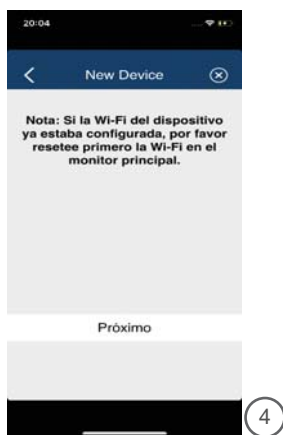 20:04
New Device
Nota: Si la Wi-Fi del dispositivo
ya estaba configurada, por favor
resetee primero la Wi-Fi en el
monitor principal.
Próximo
4